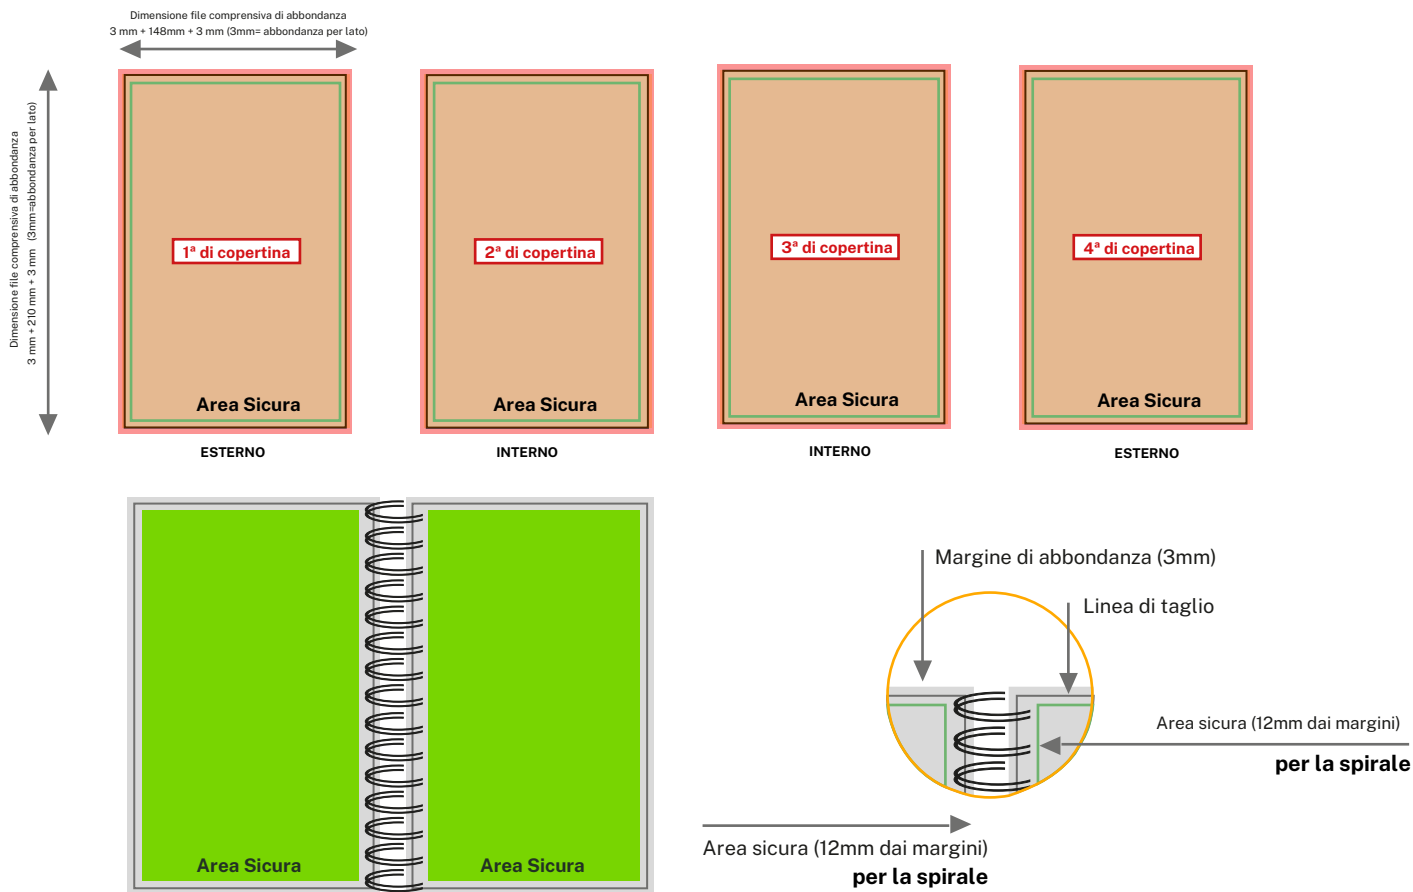 Dimensione file comprensiva di abbondanza
3 mm + 148mm + 3 mm (3mm= abbondanza per lato)
Dimensione file comprensiva di abbondanza
3 mm + 210 mm + 3 mm (3mm=abbondanza per lato)
1ª di copertina
2ª di copertina
3ª di copertina
4ª di copertina
Area Sicura
Area Sicura
Area Sicura
Area Sicura
ESTERNO
INTERNO
INTERNO
ESTERNO
Margine di abbondanza (3mm)
Linea di taglio
Area sicura (12mm dai margini)
per la spirale
Area Sicura
Area Sicura
Area sicura (12mm dai margini)
per la spirale